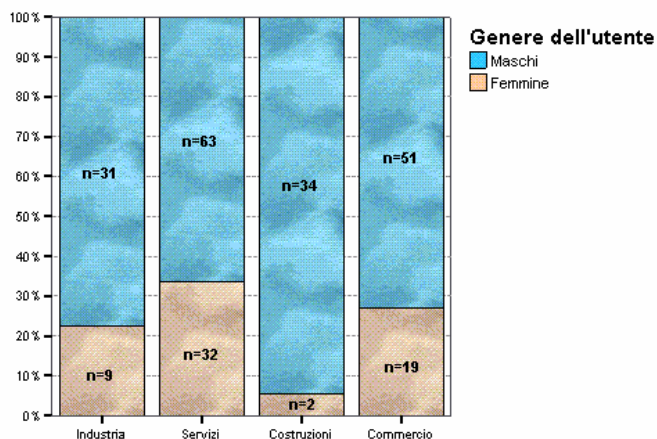 100%
90%
80%
70%
60%
50%
40%
30%
20%
10%
0%
n=31
n=63
n=34
n=51
n=9
n=32
n=2
n=19
Industria
Servizi
Costruzioni
Commercio
Genere dell'utente
Maschi
Femmine